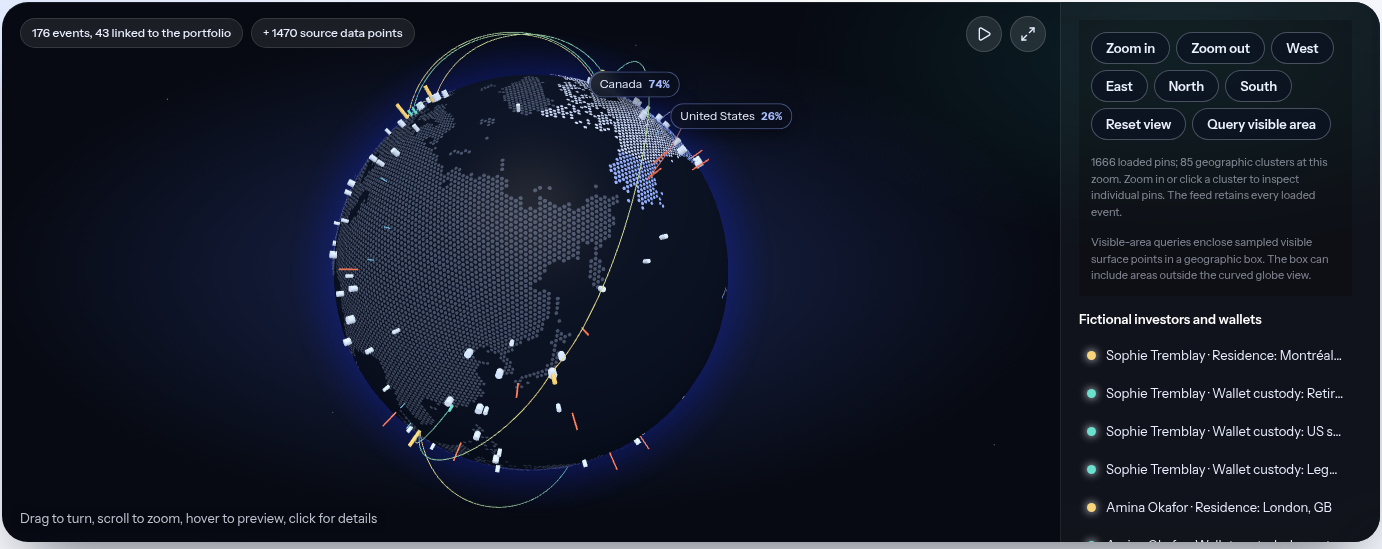 176 events, 43 linked to the portfolio
+ 1470 source data points
Canada 74%
United States 26%
Drag to turn, scroll to zoom, hover to preview, click for details
Zoom in
Zoom out
West
East
North
South
Reset view
Query visible area
1666 loaded pins; 85 geographic clusters at this
zoom. Zoom in or click a cluster to inspect
individual pins. The feed retains every loaded
event.
Visible-area queries enclose sampled visible
surface points in a geographic box. The box can
include areas outside the curved globe view.
Fictional investors and wallets
Sophie Tremblay · Residence: Montréal...
Sophie Tremblay · Wallet custody: Retir...
Sophie Tremblay · Wallet custody: US s...
Sophie Tremblay · Wallet custody: Leg...
Amina Okafor · Residence: London, GB